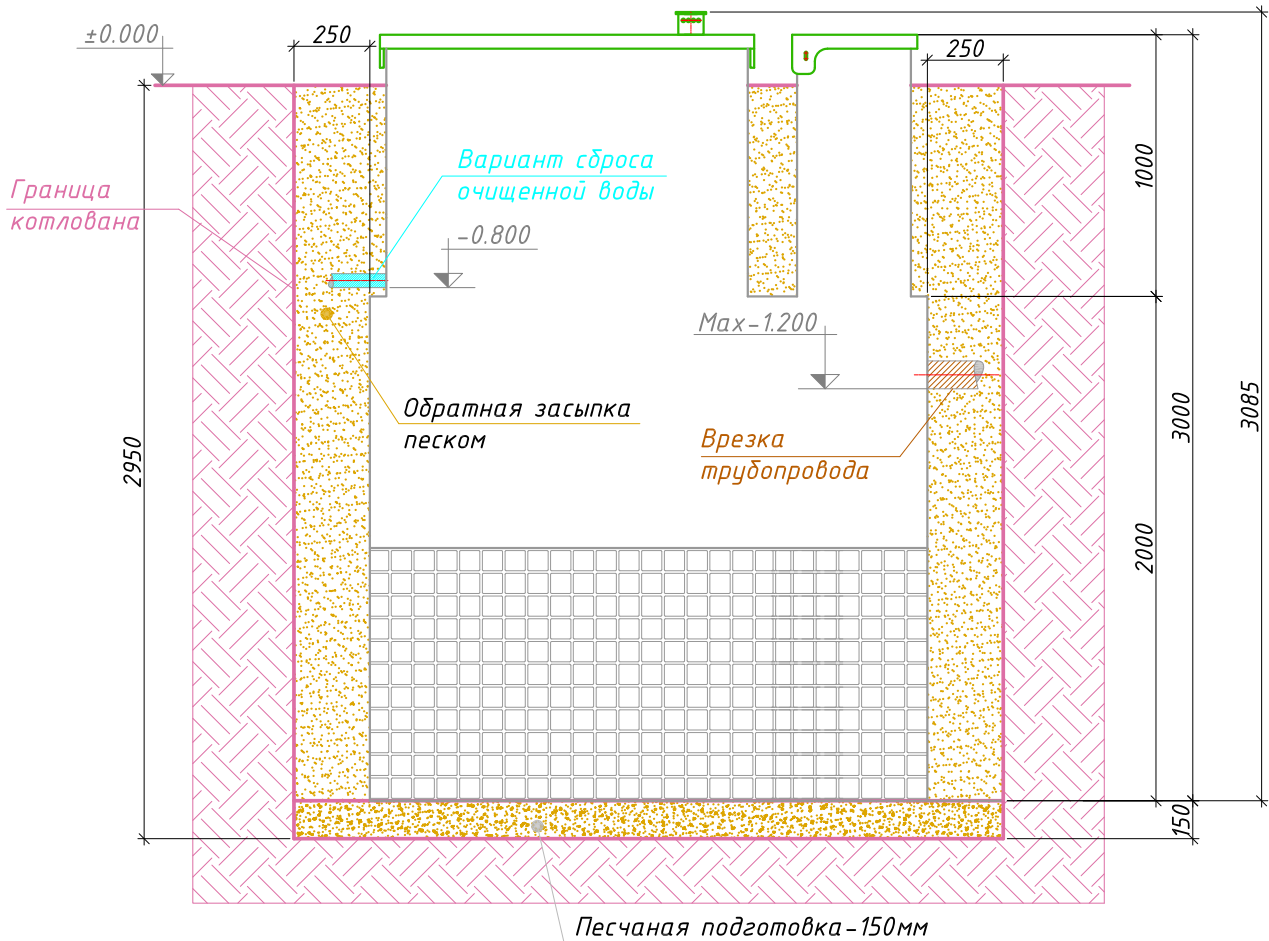 ±0.000
250
250
Вариант сброса
очищенной воды
Граница
котлована
-0.800
1000
Max-1.200
Обратная засыпка
песком
Врезка
трубопровода
3000
3085
2950
2000
150
Песчаная подготовка-150мм